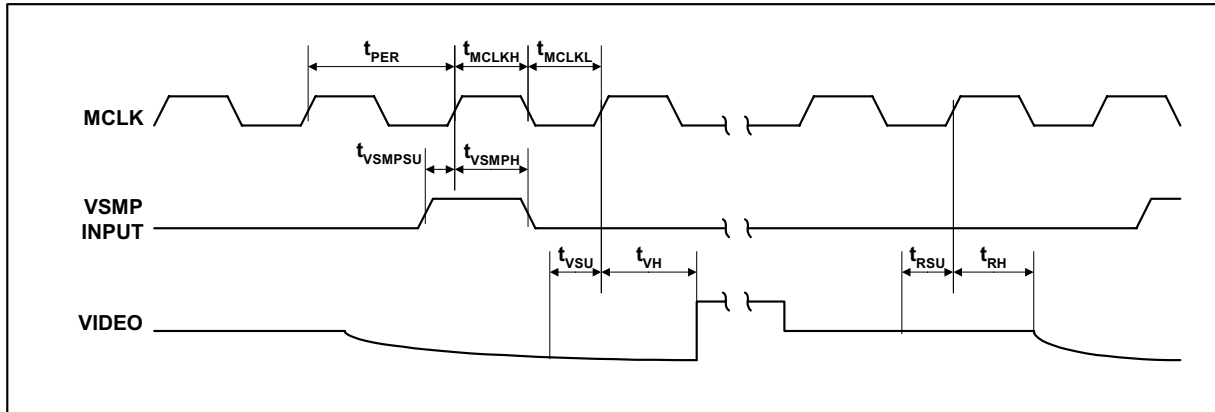 tPER tMCLKH tMCLKL
MCLK
tVSMPSU tVSMPH
VSMP
INPUT
tVSU tVH tRSU tRH
VIDEO